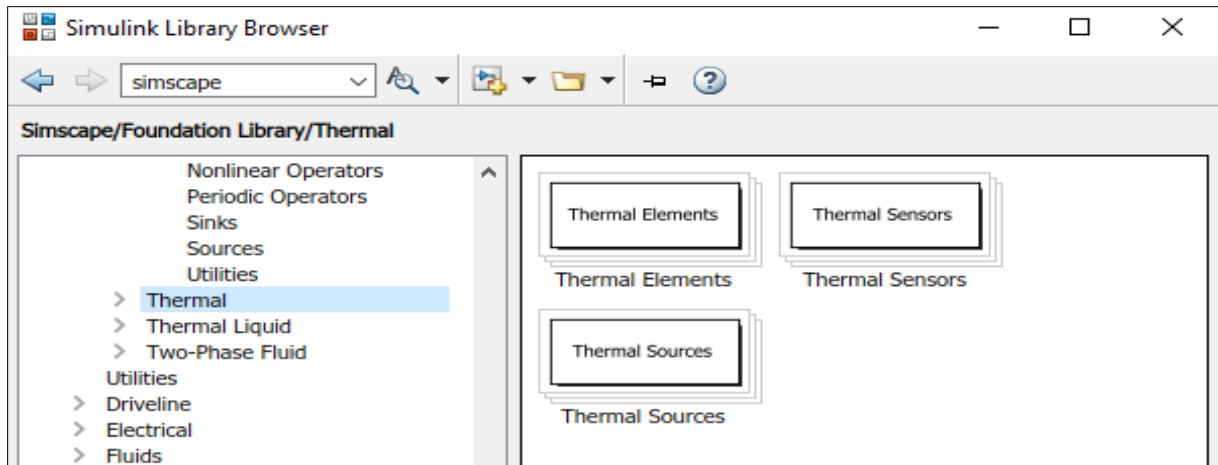 Simulink Library Browser
simscape
Simscape/Foundation Library/Thermal
Nonlinear Operators
Periodic Operators
Sinks
Sources
Utilities
Thermal
Thermal Liquid
Two-Phase Fluid
Utilities
Driveline
Electrical
Fluids
Thermal Elements
Thermal Sensors
Thermal Elements
Thermal Sensors
Thermal Sources
Thermal Sources